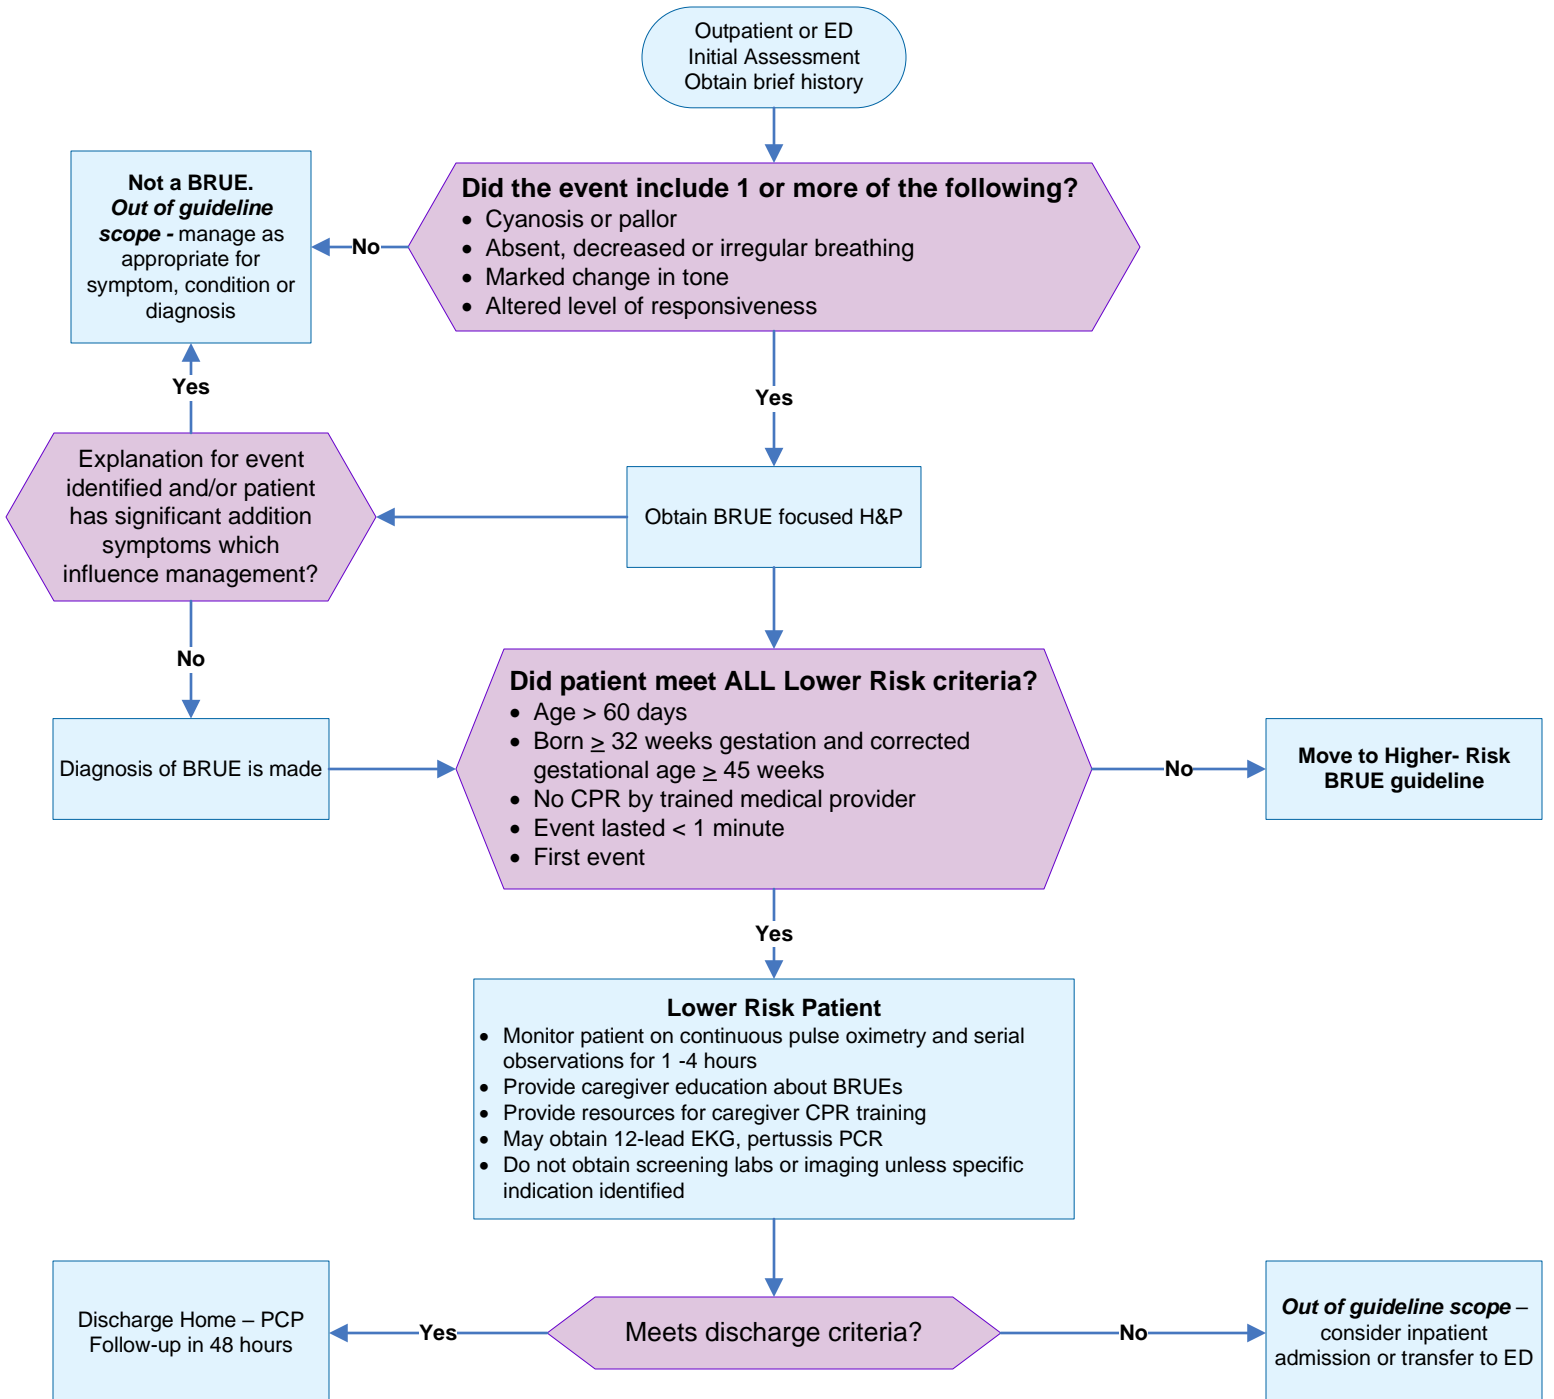 Outpatient or ED
Initial Assessment
Obtain brief history
Did the event include 1 or more of the following?
• Cyanosis or pallor
• Absent, decreased or irregular breathing
• Marked change in tone
• Altered level of responsiveness
No
Not a BRUE.
Out of guideline
scope - manage as
appropriate for
symptom, condition or
diagnosis
Yes
Yes
Explanation for event
identified and/or patient
has significant addition
symptoms which
influence management?
Obtain BRUE focused H&P
No
Diagnosis of BRUE is made
Did patient meet ALL Lower Risk criteria?
• Age > 60 days
• Born ≥ 32 weeks gestation and corrected
gestational age ≥ 45 weeks
• No CPR by trained medical provider
• Event lasted < 1 minute
• First event
No
Move to Higher- Risk
BRUE guideline
Yes
Lower Risk Patient
• Monitor patient on continuous pulse oximetry and serial
observations for 1 -4 hours
• Provide caregiver education about BRUEs
• Provide resources for caregiver CPR training
• May obtain 12-lead EKG, pertussis PCR
• Do not obtain screening labs or imaging unless specific
indication identified
Meets discharge criteria?
Yes
Discharge Home – PCP
Follow-up in 48 hours
No
Out of guideline scope –
consider inpatient
admission or transfer to ED